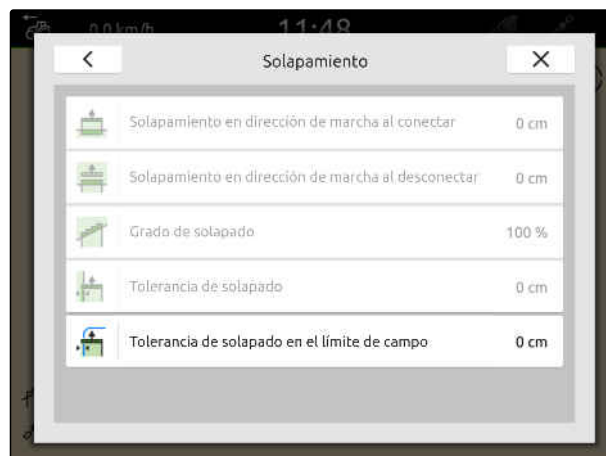 0.0 km/h 11:48
Solapamiento
Solapamiento en dirección de marcha al conectar 0 cm
Solapamiento en dirección de marcha al desconectar 0 cm
Grado de solapado 100 %
Tolerancia de solapado 0 cm
Tolerancia de solapado en el límite de campo 0 cm